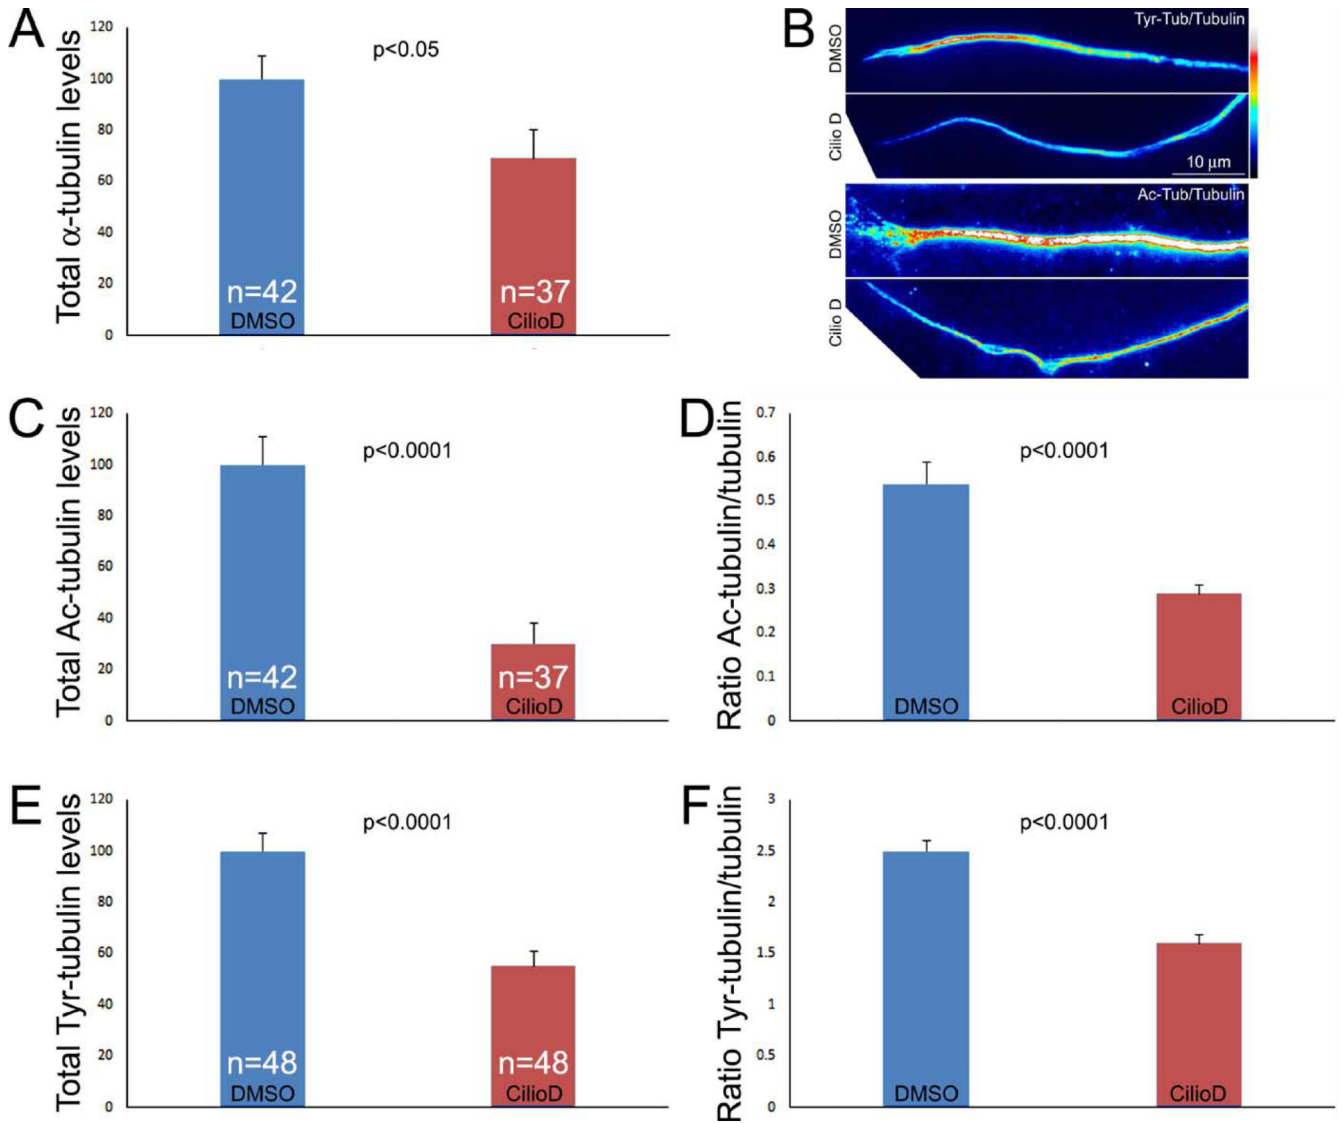 A
Total α-tubulin levels
120
100
80
60
40
20
0
p<0.05
n=42
DMSO
n=37
CilioD
B
DMSO
Tyr-Tub/Tubulin
Cilio D
10 μm
DMSO
Ac-Tub/Tubulin
Cilio D
C
Total Ac-tubulin levels
120
100
80
60
40
20
0
p<0.0001
n=42
DMSO
n=37
CilioD
D
Ratio Ac-tubulin/tubulin
0.7
0.6
0.5
0.4
0.3
0.2
0.1
0
p<0.0001
DMSO
CilioD
E
Total Tyr-tubulin levels
120
100
80
60
40
20
0
p<0.0001
n=48
DMSO
n=48
CilioD
F
Ratio Tyr-tubulin/tubulin
3
2.5
2
1.5
1
0.5
0
p<0.0001
DMSO
CilioD